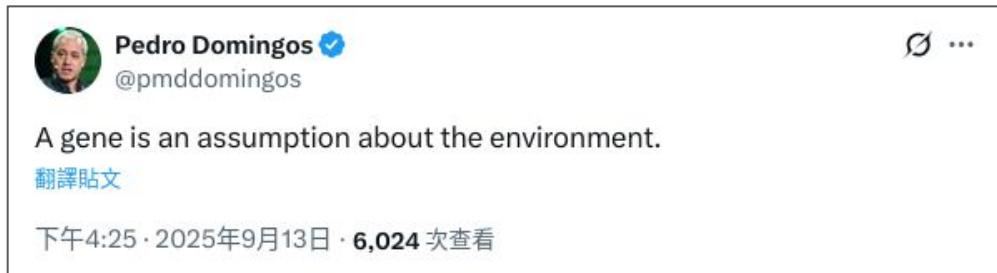 Pedro Domingos
@pmddomingos
A gene is an assumption about the environment.
翻譯貼文
下午4:25 · 2025年9月13日 · 6,024 次查看